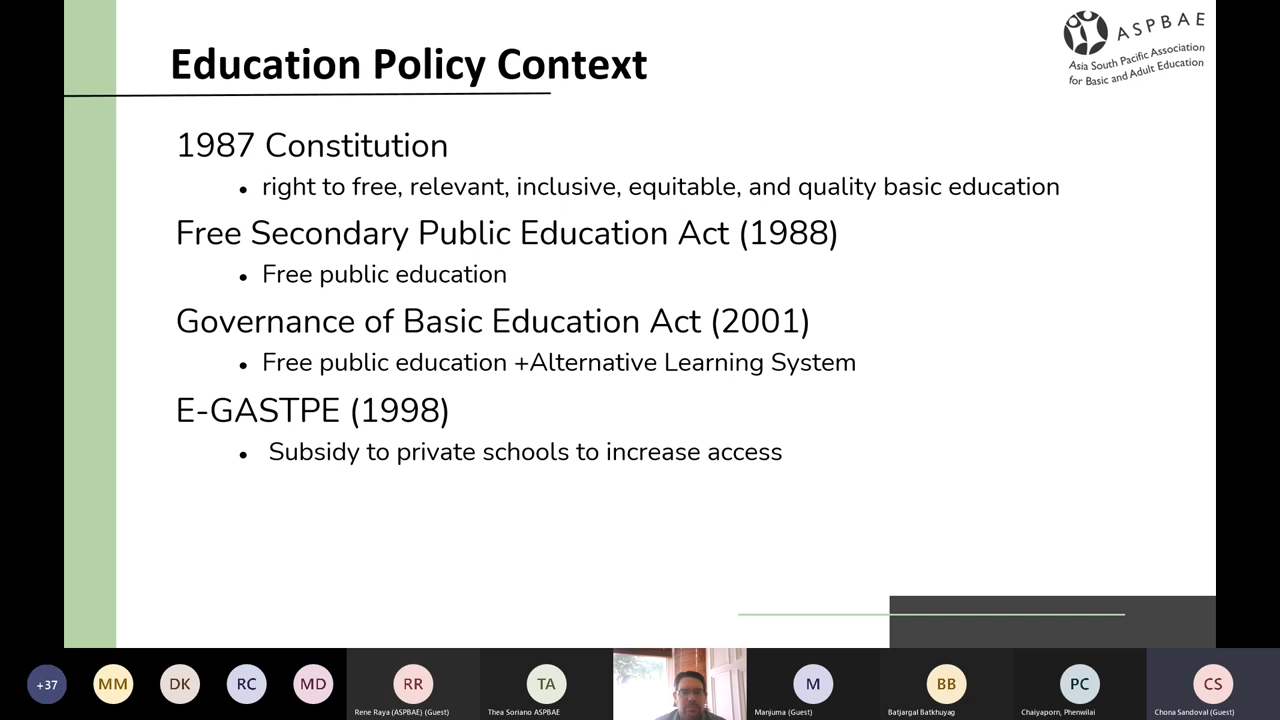 Education Policy Context
ASPBAE
Asia South Pacific Association
for Basic and Adult Education
1987 Constitution
• right to free, relevant, inclusive, equitable, and quality basic education
Free Secondary Public Education Act (1988)
• Free public education
Governance of Basic Education Act (2001)
• Free public education +Alternative Learning System
E-GASTPE (1998)
• Subsidy to private schools to increase access
+37
MM
DK
RC
MD
RR
TA
M
BB
PC
CS
Rene Raya (ASPBAE) (Guest)
Thea Soriano ASPBAE
Manjuma (Guest)
Batjargal Batkhuyag
Chaiyaporn, Phenwilai
Chona Sandoval (Guest)